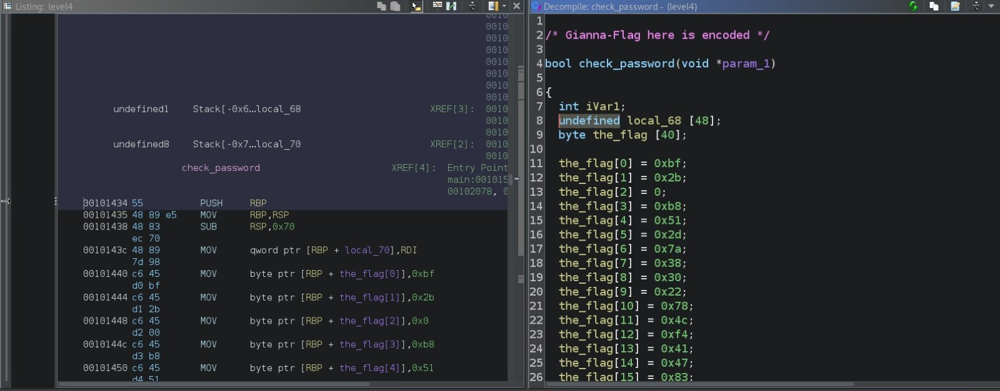 Listing: level4
0010
0010
0010
0010
0010
0010
0010
0010
undefined1 Stack[-0x6...local_68 XREF[3]: 0010
0010
0010
undefined8 Stack[-0x7...local_70 XREF[2]: 0010
0010
check_password XREF[4]: Entry Point
main:001015
00102078, 0
00101434 55 PUSH RBP
00101435 48 89 e5 MOV RBP,RSP
00101438 48 83 SUB RSP,0x70
ec 70
0010143c 48 89 MOV qword ptr [RBP + local_70],RDI
7d 98
00101440 c6 45 MOV byte ptr [RBP + the_flag[0]],0xbf
d0 bf
00101444 c6 45 MOV byte ptr [RBP + the_flag[1]],0x2b
d1 2b
00101448 c6 45 MOV byte ptr [RBP + the_flag[2]],0x0
d2 00
0010144c c6 45 MOV byte ptr [RBP + the_flag[3]],0xb8
d3 b8
00101450 c6 45 MOV byte ptr [RBP + the_flag[4]],0x51
d4 51
Decompile: check_password - (level4)
1
2 /* Gianna-Flag here is encoded */
3
4 bool check_password(void *param_1)
5
6 {
7 int iVar1;
8 undefined local_68 [48];
9 byte the_flag [40];
10
11 the_flag[0] = 0xbf;
12 the_flag[1] = 0x2b;
13 the_flag[2] = 0;
14 the_flag[3] = 0xb8;
15 the_flag[4] = 0x51;
16 the_flag[5] = 0x2d;
17 the_flag[6] = 0x7a;
18 the_flag[7] = 0x38;
19 the_flag[8] = 0x30;
20 the_flag[9] = 0x22;
21 the_flag[10] = 0x78;
22 the_flag[11] = 0x4c;
23 the_flag[12] = 0xf4;
24 the_flag[13] = 0x41;
25 the_flag[14] = 0x47;
26 the_flag[15] = 0x83;